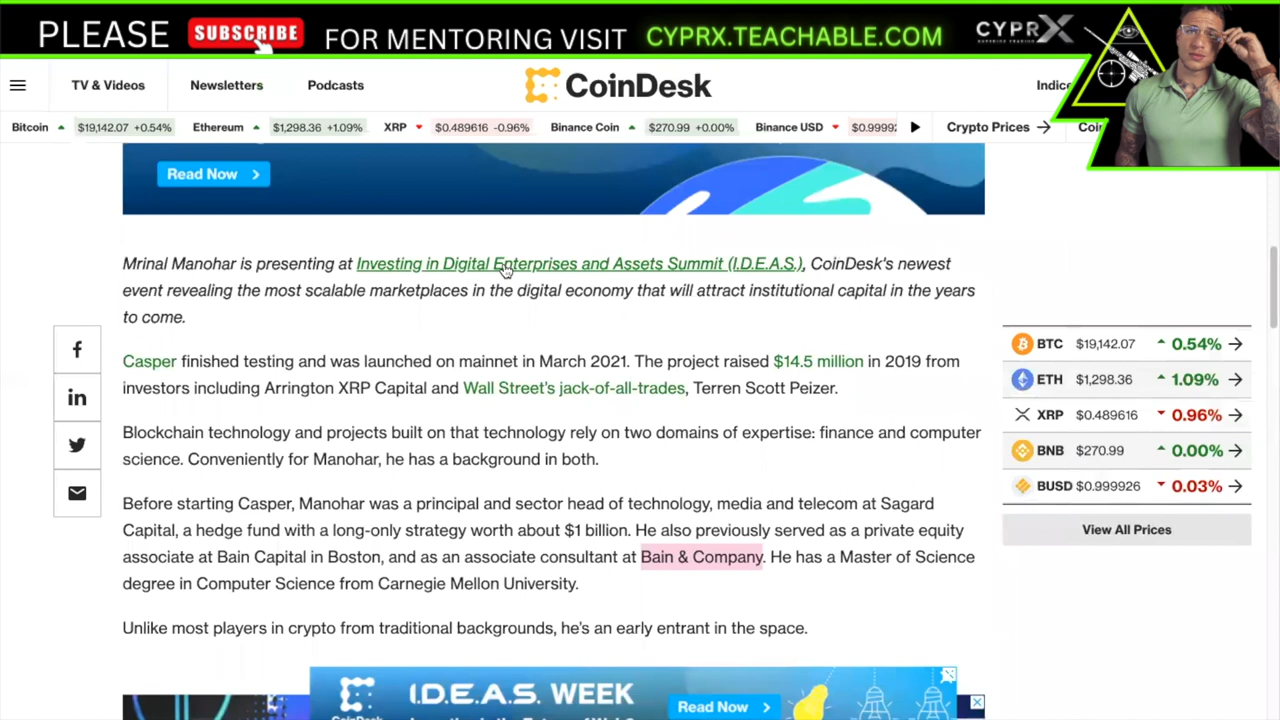 PLEASE SUBSCRIBE FOR MENTORING VISIT CYPRX.TEACHABLE.COM CYPRX
TV & Videos Newsletters Podcasts CoinDesk
Bitcoin $19,142.07 +0.54% Ethereum $1,298.36 +1.09% XRP $0.489616 -0.96% Binance Coin $270.99 +0.00% Binance USD Crypto Prices
Read Now
Mrinal Manohar is presenting at Investing in Digital Enterprises and Assets Summit (I.D.E.A.S.), CoinDesk's newest
event revealing the most scalable marketplaces in the digital economy that will attract institutional capital in the years
to come.
Casper finished testing and was launched on mainnet in March 2021. The project raised $14.5 million in 2019 from
investors including Arrington XRP Capital and Wall Street's jack-of-all-trades, Terren Scott Peizer.
Blockchain technology and projects built on that technology rely on two domains of expertise: finance and computer
science. Conveniently for Manohar, he has a background in both.
Before starting Casper, Manohar was a principal and sector head of technology, media and telecom at Sagard
Capital, a hedge fund with a long-only strategy worth about $1 billion. He also previously served as a private equity
associate at Bain Capital in Boston, and as an associate consultant at Bain & Company. He has a Master of Science
degree in Computer Science from Carnegie Mellon University.
Unlike most players in crypto from traditional backgrounds, he's an early entrant in the space.
BTC $19,142.07 0.54%
ETH $1,298.36 1.09%
XRP $0.489616 0.96%
BNB $270.99 0.00%
BUSD $0.999926 0.03%
View All Prices
I.D.E.A.S. WEEK
Read Now